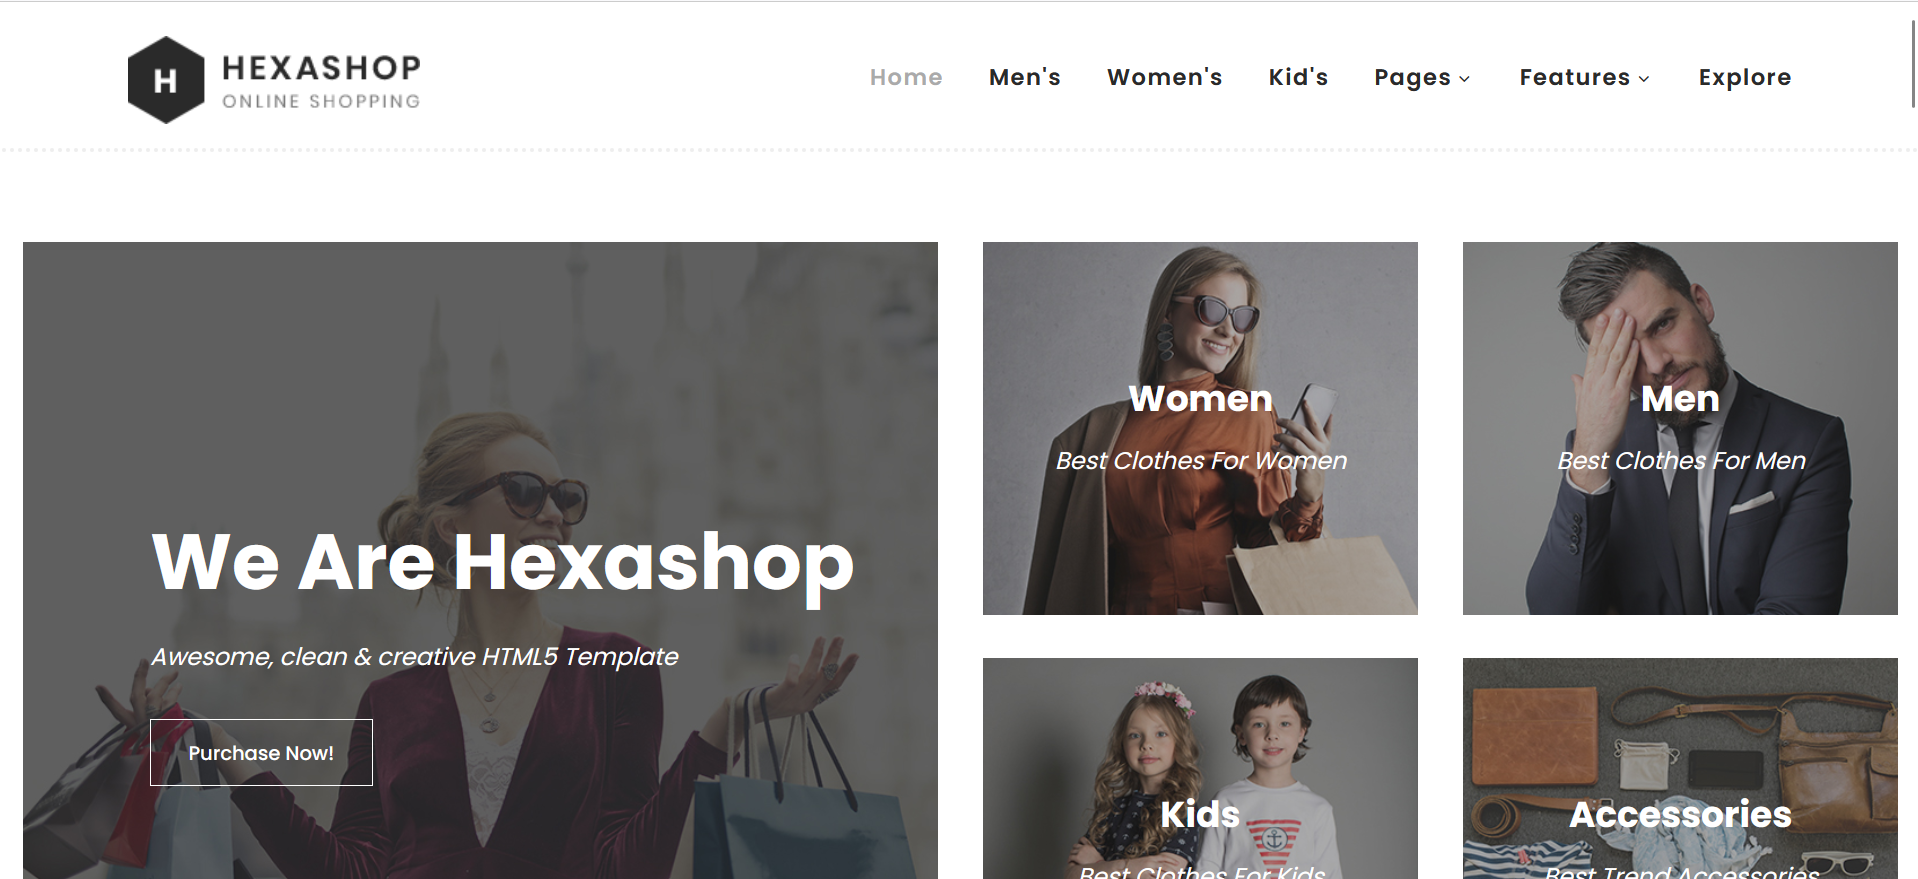 H
HEXASHOP
ONLINE SHOPPING
Home
Men's
Women's
Kid's
Pages
Features
Explore
We Are Hexashop
Awesome, clean & creative HTML5 Template
Purchase Now!
Women
Best Clothes For Women
Men
Best Clothes For Men
Kids
Best Clothes For Kids
Accessories
Best Trend Accessories